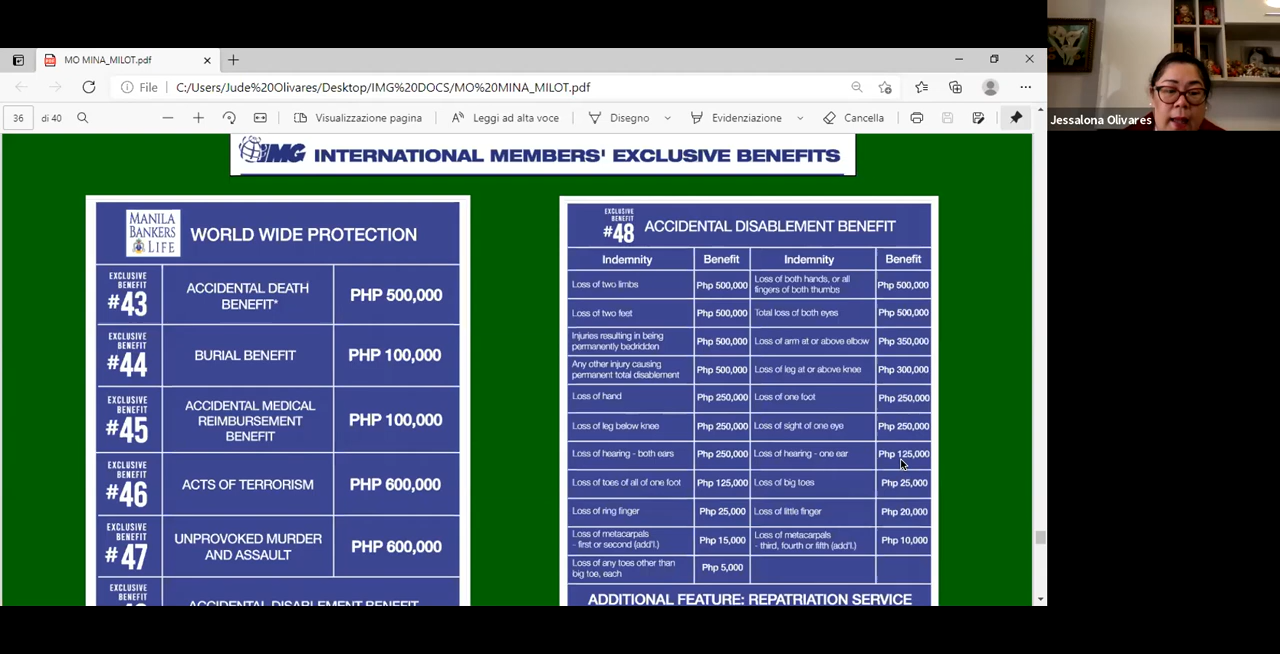 MO MINA_MILOT.pdf
File C:/Users/Jude%20Olivares/Desktop/IMG%20DOCS/MO%20MINA_MILOT.pdf
36 di 40 Visualizzazione pagina Leggi ad alta voce Disegno Evidenziazione Cancella
Jessalona Olivares
IMG INTERNATIONAL MEMBERS' EXCLUSIVE BENEFITS
MANILA BANKERS LIFE
WORLD WIDE PROTECTION
EXCLUSIVE BENEFIT #43 ACCIDENTAL DEATH BENEFIT* PHP 500,000
EXCLUSIVE BENEFIT #44 BURIAL BENEFIT PHP 100,000
EXCLUSIVE BENEFIT #45 ACCIDENTAL MEDICAL REIMBURSEMENT BENEFIT PHP 100,000
EXCLUSIVE BENEFIT #46 ACTS OF TERRORISM PHP 600,000
EXCLUSIVE BENEFIT #47 UNPROVOKED MURDER AND ASSAULT PHP 600,000
EXCLUSIVE BENEFIT ACCIDENTAL DISABLEMENT BENEFIT
EXCLUSIVE BENEFIT #48 ACCIDENTAL DISABLEMENT BENEFIT
Indemnity Benefit Indemnity Benefit
Loss of two limbs Php 500,000 Loss of both hands, or all fingers of both thumbs Php 500,000
Loss of two feet Php 500,000 Total loss of both eyes Php 500,000
Injuries resulting in being permanently bedridden Php 500,000 Loss of arm at or above elbow Php 350,000
Any other injury causing permanent total disablement Php 500,000 Loss of leg at or above knee Php 300,000
Loss of hand Php 250,000 Loss of one foot Php 250,000
Loss of leg below knee Php 250,000 Loss of sight of one eye Php 250,000
Loss of hearing - both ears Php 250,000 Loss of hearing - one ear Php 125,000
Loss of toes of all of one foot Php 125,000 Loss of big toes Php 25,000
Loss of ring finger Php 25,000 Loss of little finger Php 20,000
Loss of metacarpals - first or second (add'l.) Php 15,000 Loss of metacarpals - third, fourth or fifth (add'l.) Php 10,000
Loss of any toes other than big toe, each Php 5,000
ADDITIONAL FEATURE: REPATRIATION SERVICE